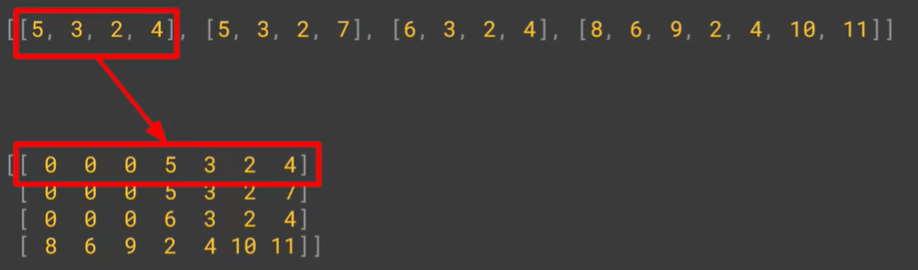 [[5, 3, 2, 4], [5, 3, 2, 7], [6, 3, 2, 4], [8, 6, 9, 2, 4, 10, 11]]
[[ 0 0 0 5 3 2 4]
[ 0 0 0 5 3 2 7]
[ 0 0 0 6 3 2 4]
[ 8 6 9 2 4 10 11]]